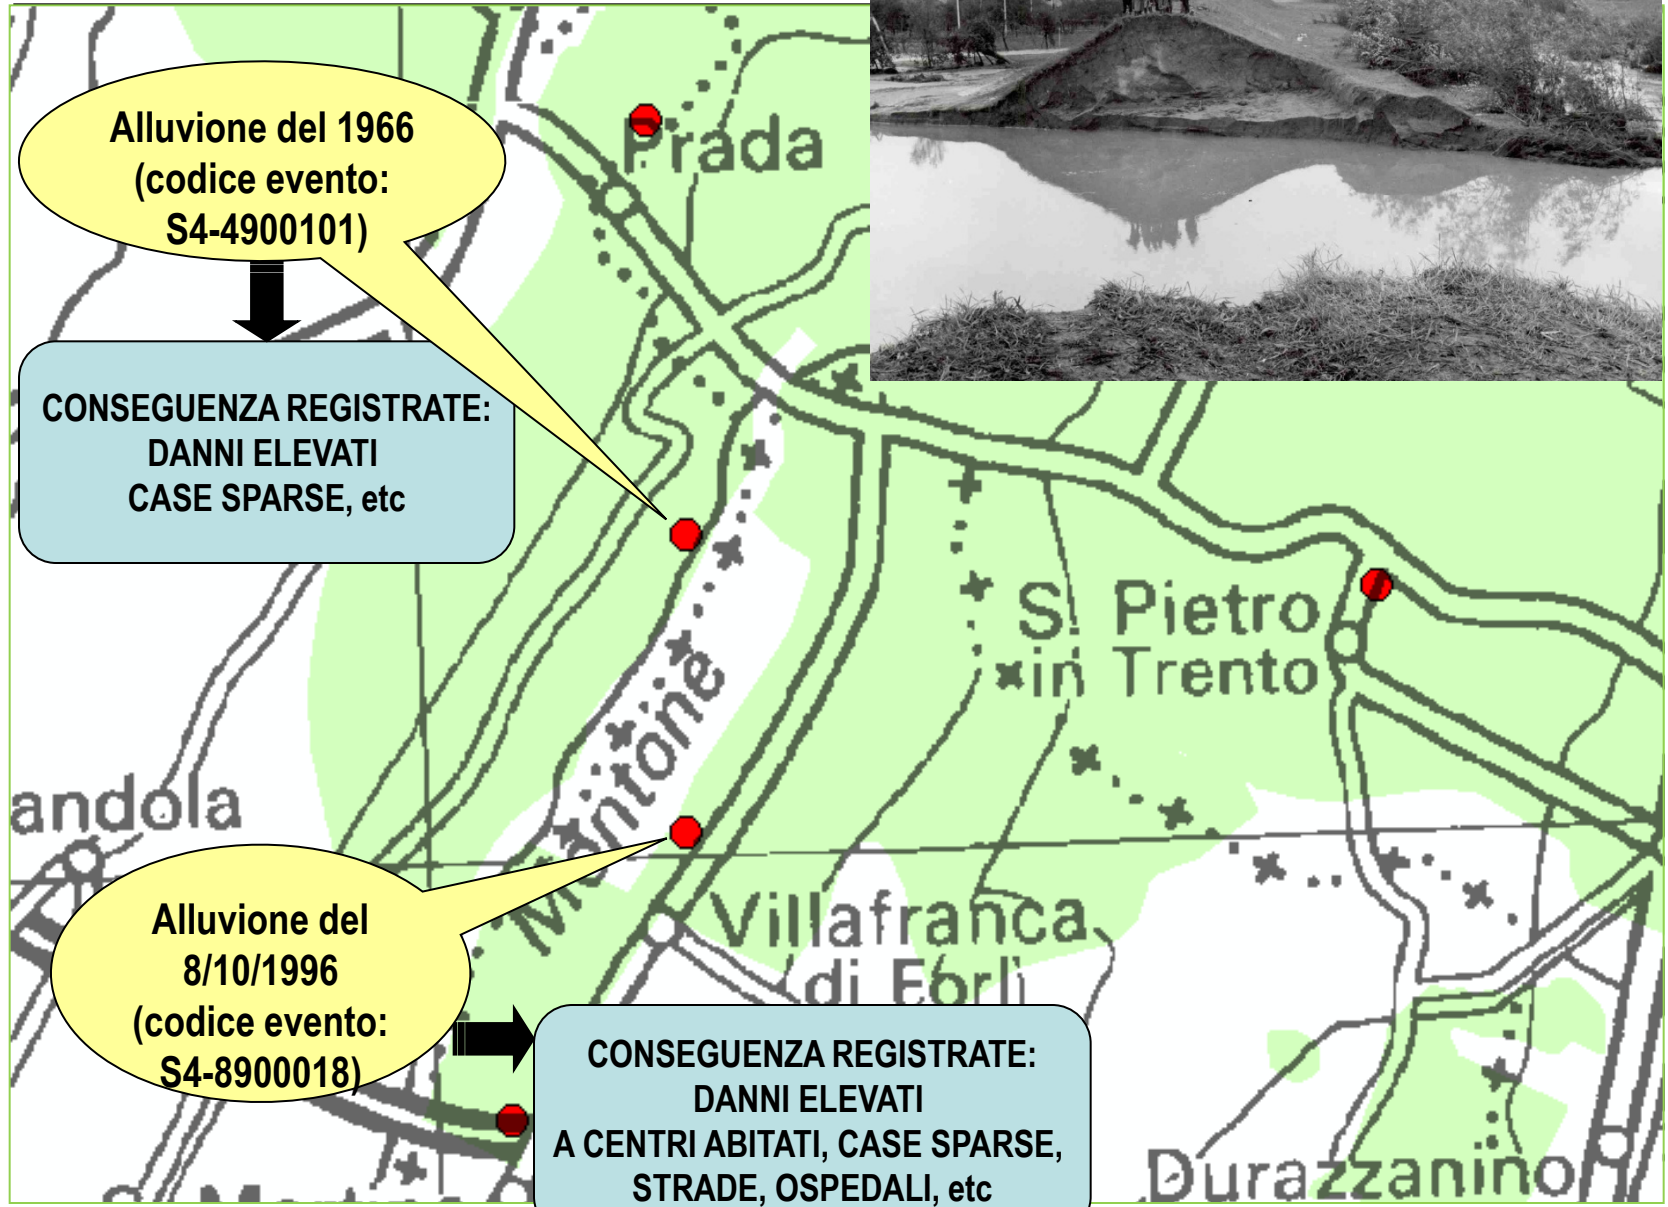 Alluvione del 1966
(codice evento:
S4-4900101)
Prada
CONSEGUENZA REGISTRATE:
DANNI ELEVATI
CASE SPARSE, etc
S. Pietro
in Trento
Montone
andola
Villafranca
di Forlì
Alluvione del
8/10/1996
(codice evento:
S4-8900018)
CONSEGUENZA REGISTRATE:
DANNI ELEVATI
A CENTRI ABITATI, CASE SPARSE,
STRADE, OSPEDALI, etc
Durazzanino